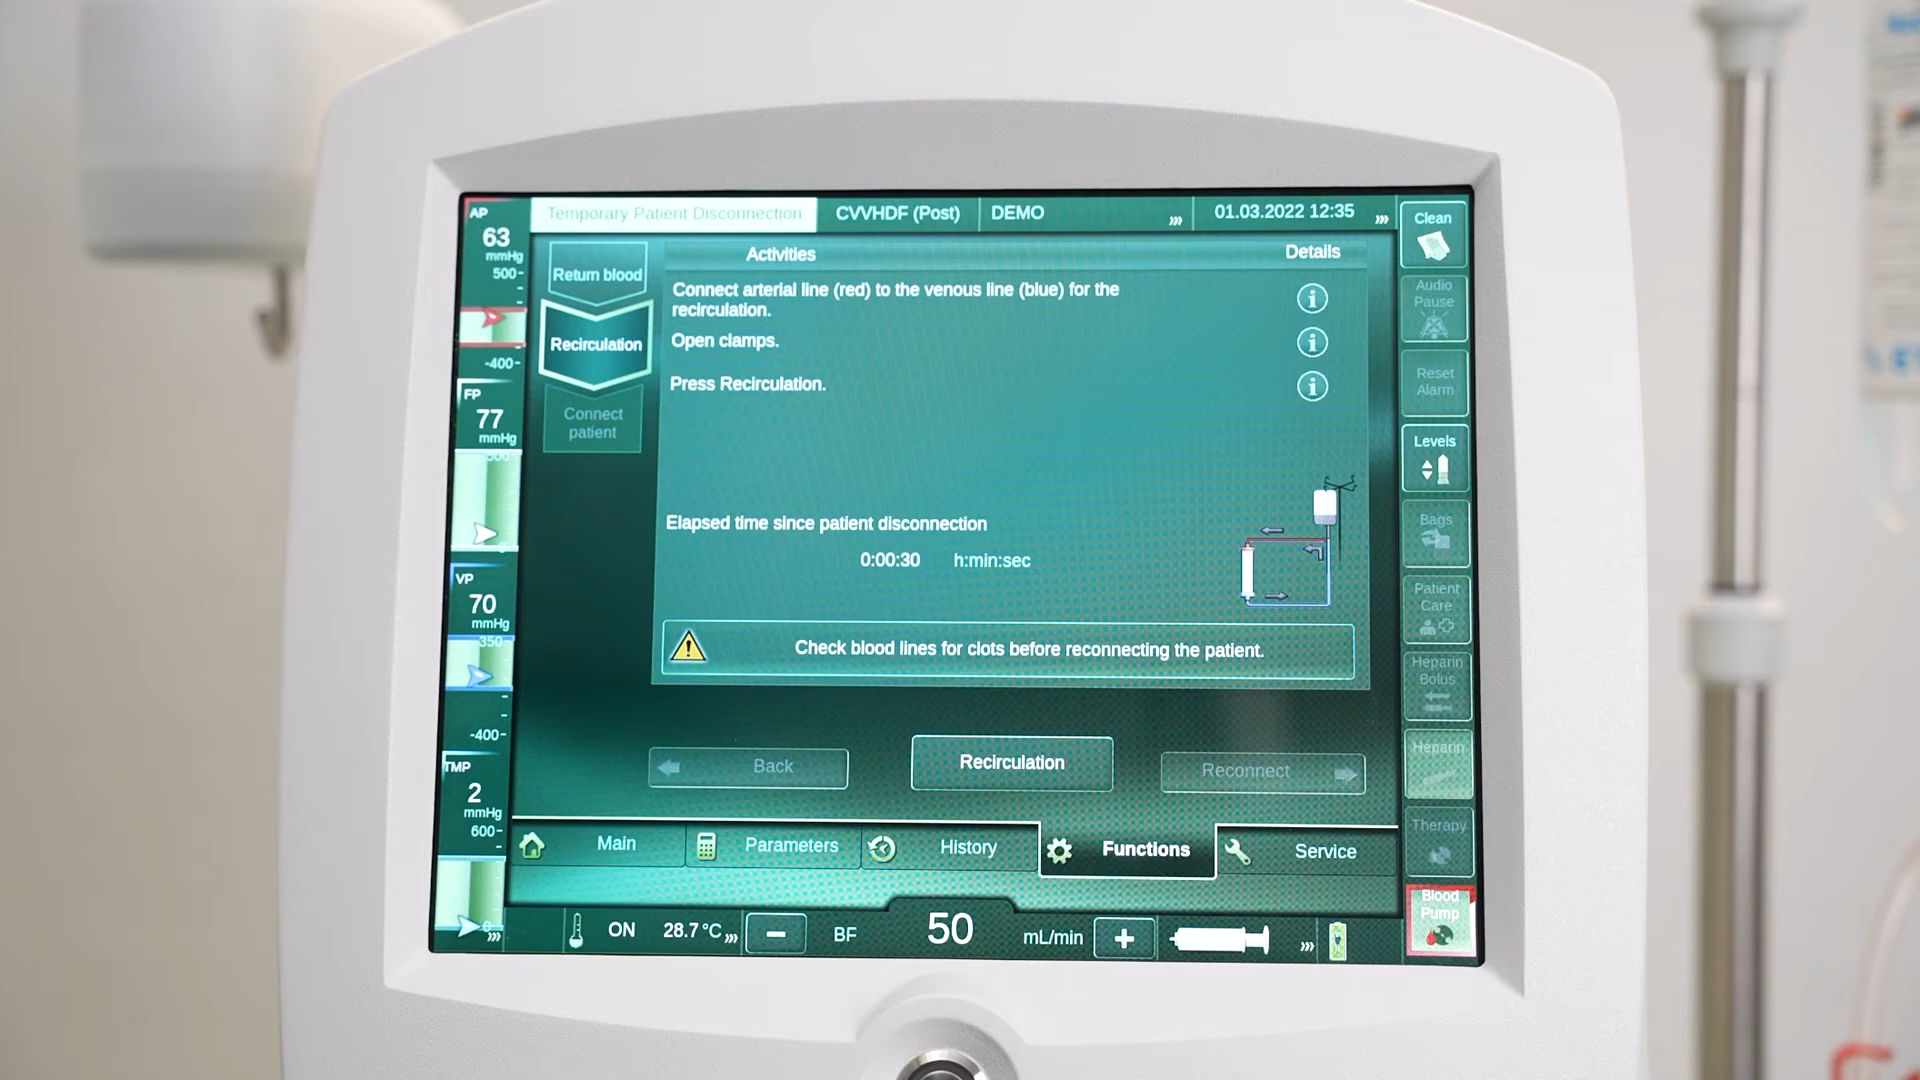 Temporary Patient Disconnection
CVVHDF (Post)
DEMO
01.03.2022 12:35
AP
63
mmHg
500
-400
FP
77
mmHg
500
0
VP
70
mmHg
350
-400
TMP
2
mmHg
600
0
Return blood
Recirculation
Connect
patient
Activities
Details
Connect arterial line (red) to the venous line (blue) for the
recirculation.
Open clamps.
Press Recirculation.
Elapsed time since patient disconnection
0:00:30 h:min:sec
Check blood lines for clots before reconnecting the patient.
Back
Recirculation
Reconnect
Main
Parameters
History
Functions
Service
ON
28.7 °C
BF
50
mL/min
Clean
Audio
Pause
Reset
Alarm
Levels
Bags
Patient
Care
Heparin
Bolus
Heparin
Therapy
Blood
Pump